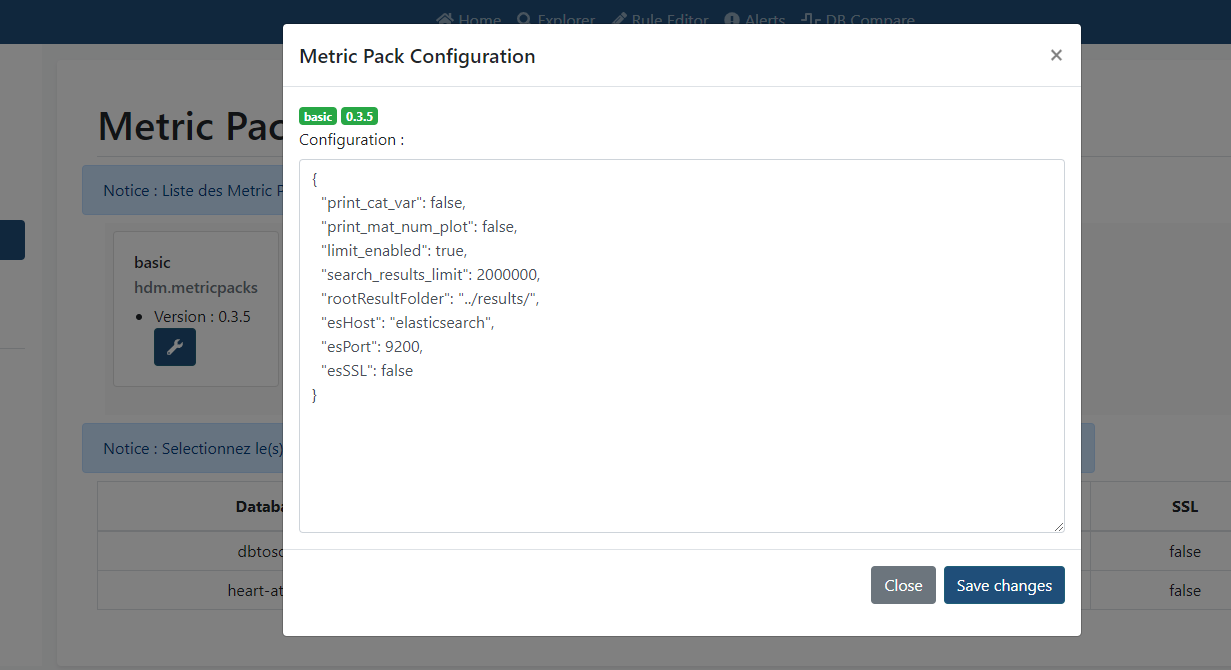 Home Explorer Rule Editor Alerts DB Compare
Metric Pack Configuration
×
basic 0.3.5
Configuration :
{
"print_cat_var": false,
"print_mat_num_plot": false,
"limit_enabled": true,
"search_results_limit": 2000000,
"rootResultFolder": "../results/",
"esHost": "elasticsearch",
"esPort": 9200,
"esSSL": false
}
Close Save changes
Metric Pac
Notice : Liste des Metric P
basic
hdm.metricpacks
Version : 0.3.5
Notice : Selectionnez le(s)
Databa SSL
dbtoso false
heart-at false